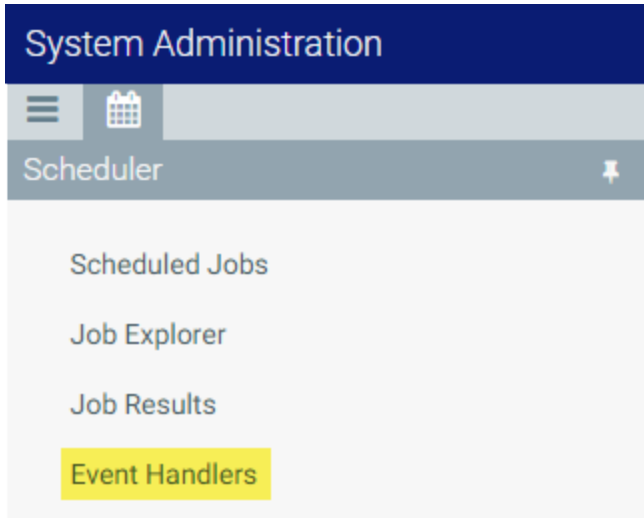 System Administration
Scheduler
Scheduled Jobs
Job Explorer
Job Results
Event Handlers